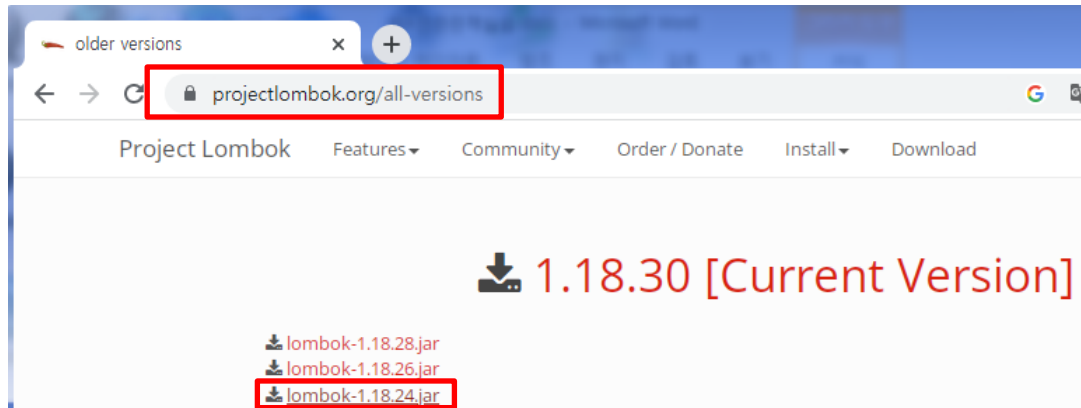 older versions
projectlombok.org/all-versions
Project Lombok Features Community Order / Donate Install Download
1.18.30 [Current Version]
lombok-1.18.28.jar
lombok-1.18.26.jar
lombok-1.18.24.jar